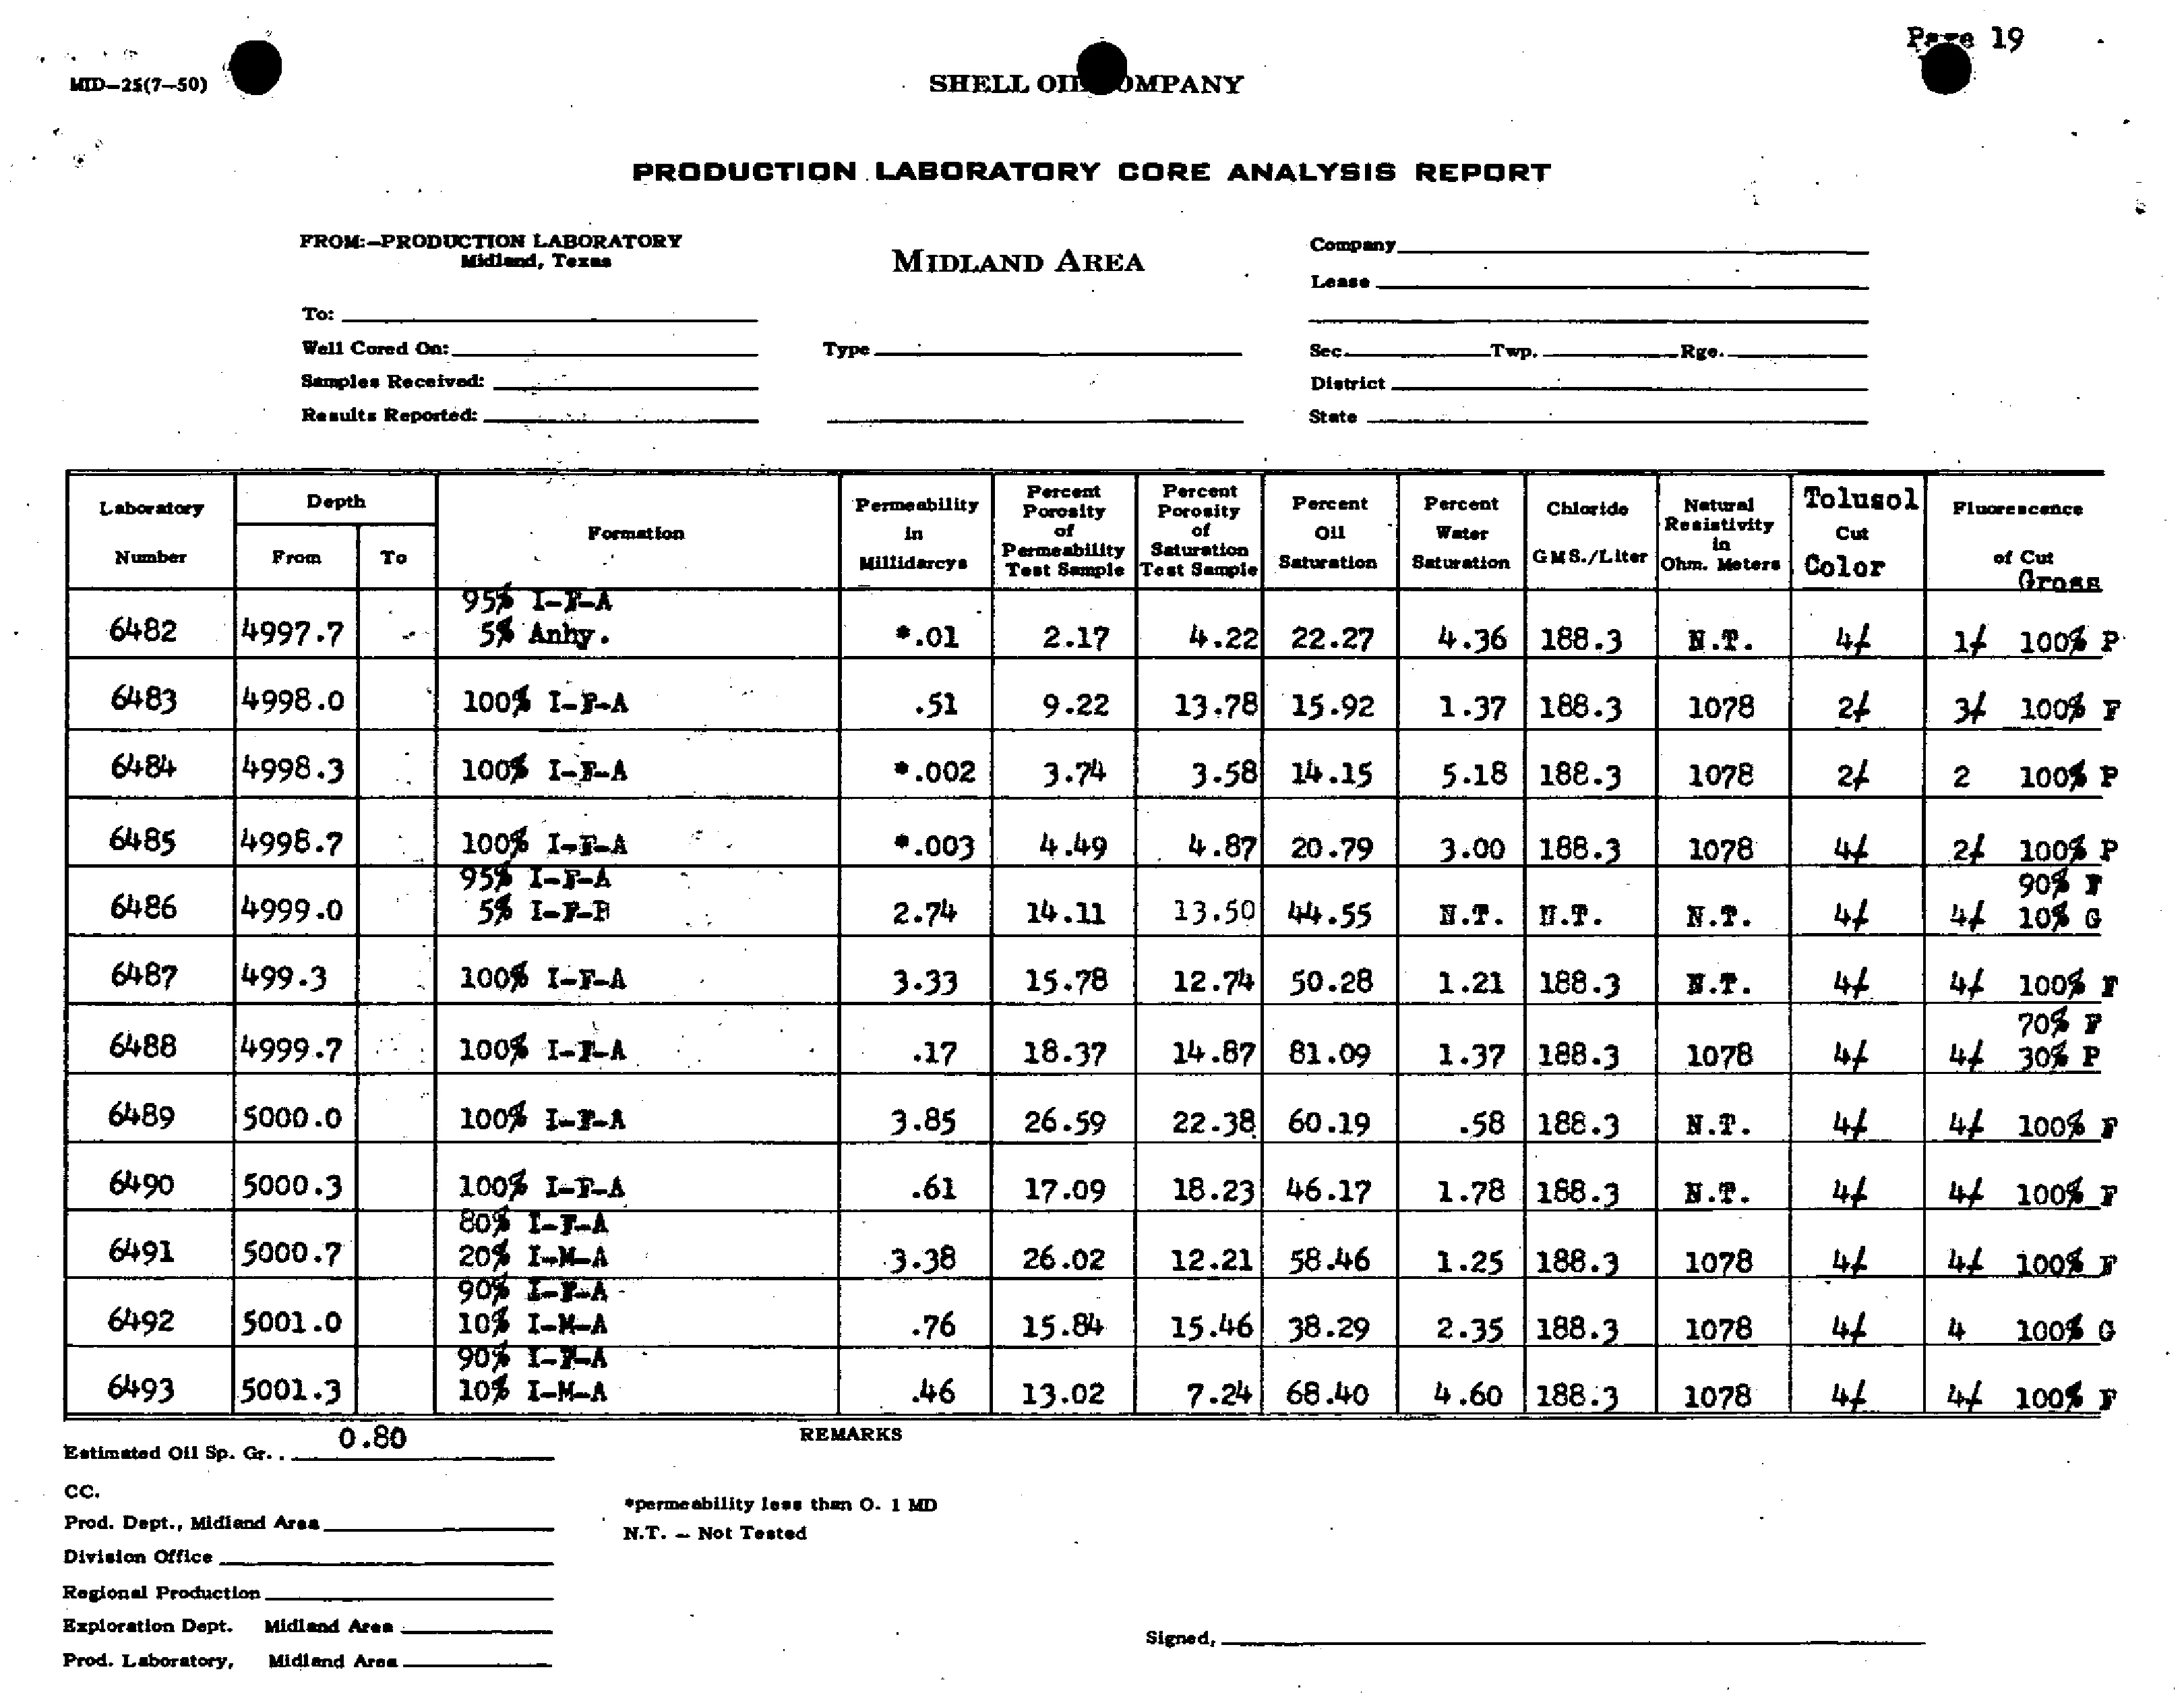 Page 19
MID-25(7-50)
SHELL OIL COMPANY
PRODUCTION LABORATORY CORE ANALYSIS REPORT
FROM:-PRODUCTION LABORATORY
Midland, Texas
MIDLAND AREA
Company
Lease
To:
Well Cored On: Type Sec. Twp. Rge.
Samples Received: District
Results Reported: State
Laboratory Number Depth From To Formation Permeability in Millidarcys Percent Porosity of Permeability Test Sample Percent Porosity of Saturation Test Sample Percent Oil Saturation Percent Water Saturation Chloride GMS./Liter Natural Resistivity in Ohm. Meters Tolusol Cut Color Fluorescence of Cut Gross
95% I-F-A
6482 4997.7 5% Anhy. *.01 2.17 4.22 22.27 4.36 188.3 N.T. 4/ 1/ 100% P
6483 4998.0 100% I-F-A .51 9.22 13.78 15.92 1.37 188.3 1078 2/ 3/ 100% F
6484 4998.3 100% I-F-A *.002 3.74 3.58 14.15 5.18 188.3 1078 2/ 2 100% P
6485 4998.7 100% I-F-A *.003 4.49 4.87 20.79 3.00 188.3 1078 4/ 2/ 100% P
95% I-F-A 90% F
6486 4999.0 5% I-F-B 2.74 14.11 13.50 44.55 N.T. N.T. N.T. 4/ 4/ 10% G
6487 499.3 100% I-F-A 3.33 15.78 12.74 50.28 1.21 188.3 N.T. 4/ 4/ 100% F
70% F
6488 4999.7 100% I-F-A .17 18.37 14.87 81.09 1.37 188.3 1078 4/ 4/ 30% P
6489 5000.0 100% I-F-A 3.85 26.59 22.38 60.19 .58 188.3 N.T. 4/ 4/ 100% F
6490 5000.3 100% I-F-A .61 17.09 18.23 46.17 1.78 188.3 N.T. 4/ 4/ 100% F
80% I-F-A
6491 5000.7 20% I-M-A 3.38 26.02 12.21 58.46 1.25 188.3 1078 4/ 4/ 100% F
90% I-F-A
6492 5001.0 10% I-M-A .76 15.84 15.46 38.29 2.35 188.3 1078 4/ 4 100% G
90% I-F-A
6493 5001.3 10% I-M-A .46 13.02 7.24 68.40 4.60 188.3 1078 4/ 4/ 100% F
Estimated Oil Sp. Gr. . 0.80 REMARKS
CC.
*permeability less than 0. 1 MD
Prod. Dept., Midland Area
N.T. - Not Tested
Division Office
Regional Production
Exploration Dept. Midland Area
Signed,
Prod. Laboratory, Midland Area